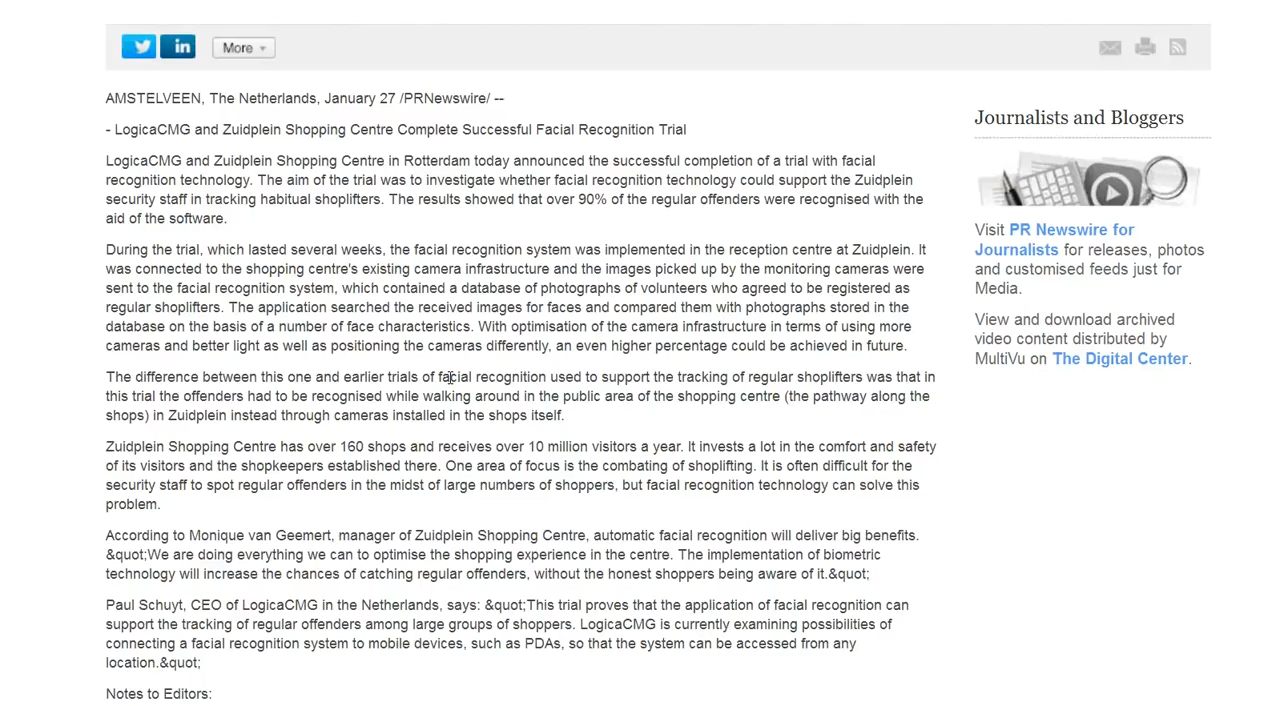 More
AMSTELVEEN, The Netherlands, January 27 /PRNewswire/ --
- LogicaCMG and Zuidplein Shopping Centre Complete Successful Facial Recognition Trial
LogicaCMG and Zuidplein Shopping Centre in Rotterdam today announced the successful completion of a trial with facial
recognition technology. The aim of the trial was to investigate whether facial recognition technology could support the Zuidplein
security staff in tracking habitual shoplifters. The results showed that over 90% of the regular offenders were recognised with the
aid of the software.
During the trial, which lasted several weeks, the facial recognition system was implemented in the reception centre at Zuidplein. It
was connected to the shopping centre's existing camera infrastructure and the images picked up by the monitoring cameras were
sent to the facial recognition system, which contained a database of photographs of volunteers who agreed to be registered as
regular shoplifters. The application searched the received images for faces and compared them with photographs stored in the
database on the basis of a number of face characteristics. With optimisation of the camera infrastructure in terms of using more
cameras and better light as well as positioning the cameras differently, an even higher percentage could be achieved in future.
The difference between this one and earlier trials of facial recognition used to support the tracking of regular shoplifters was that in
this trial the offenders had to be recognised while walking around in the public area of the shopping centre (the pathway along the
shops) in Zuidplein instead through cameras installed in the shops itself.
Zuidplein Shopping Centre has over 160 shops and receives over 10 million visitors a year. It invests a lot in the comfort and safety
of its visitors and the shopkeepers established there. One area of focus is the combating of shoplifting. It is often difficult for the
security staff to spot regular offenders in the midst of large numbers of shoppers, but facial recognition technology can solve this
problem.
According to Monique van Geemert, manager of Zuidplein Shopping Centre, automatic facial recognition will deliver big benefits.
&quot;We are doing everything we can to optimise the shopping experience in the centre. The implementation of biometric
technology will increase the chances of catching regular offenders, without the honest shoppers being aware of it.&quot;
Paul Schuyt, CEO of LogicaCMG in the Netherlands, says: &quot;This trial proves that the application of facial recognition can
support the tracking of regular offenders among large groups of shoppers. LogicaCMG is currently examining possibilities of
connecting a facial recognition system to mobile devices, such as PDAs, so that the system can be accessed from any
location.&quot;
Notes to Editors:
Journalists and Bloggers
Visit PR Newswire for
Journalists for releases, photos
and customised feeds just for
Media.
View and download archived
video content distributed by
MultiVu on The Digital Center.